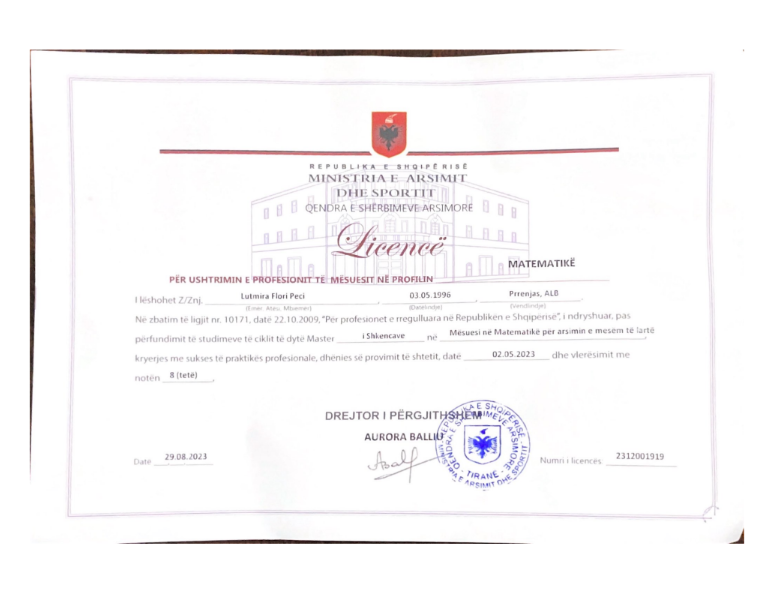 REPUBLIKA E SHQIPËRISË
MINISTRIA E ARSIMIT
DHE SPORTIT
QENDRA E SHËRBIMEVE ARSIMORE
Licencë
PËR USHTRIMIN E PROFESIONIT TË MËSUESIT NË PROFILIN MATEMATIKË
I lëshohet Z/Znj. Lutmira Flori Peci , 03.05.1996 , Prrenjas, ALB
(Emër, Atësi, Mbiemër) (Datëlindje) (Vendlindje)
Në zbatim të ligjit nr. 10171, datë 22.10.2009, "Për profesionet e rregulluara në Republikën e Shqipërisë", i ndryshuar, pas
përfundimit të studimeve të ciklit të dytë Master i Shkencave në Mësuesi në Matematikë për arsimin e mesëm të lartë ,
kryerjes me sukses të praktikës profesionale, dhënies së provimit të shtetit, datë 02.05.2023 dhe vlerësimit me
notën 8 (tetë) ,
DREJTOR I PËRGJITHSHËM
AURORA BALLIU
REPUBLIKA E SHQIPËRISË
MINISTRIA E ARSIMIT DHE SPORTIT
QENDRA E SHËRBIMEVE ARSIMORE
TIRANË
Datë 29.08.2023
Numri i licencës 2312001919